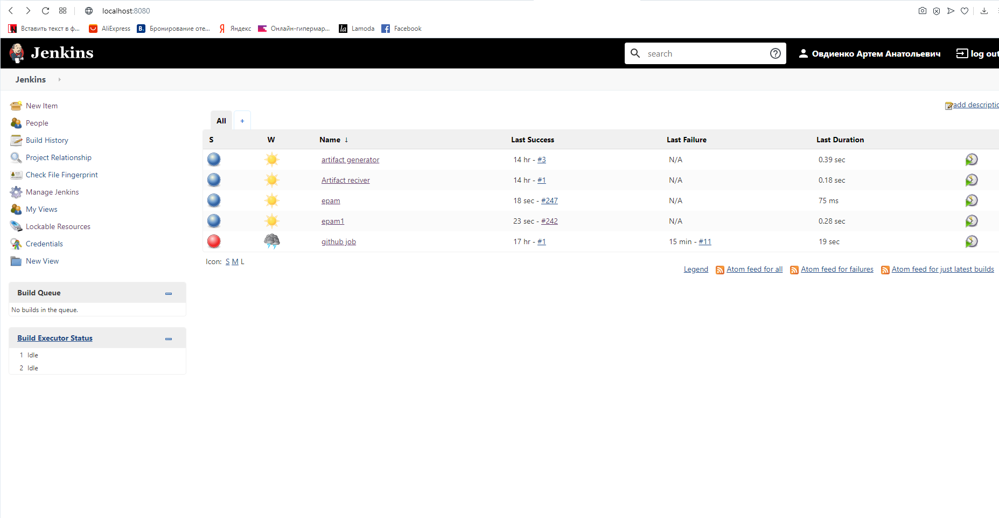 localhost:8080
Вставить текст в ф... AliExpress B. Бронирование оте... Я Яндекс Онлайн-гипермар... la Lamoda f Facebook
Jenkins search Овдиенко Артем Анатольевич log out
Jenkins
New Item
People
Build History
Project Relationship
Check File Fingerprint
Manage Jenkins
My Views
Lockable Resources
Credentials
New View
Build Queue
No builds in the queue.
Build Executor Status
1 Idle
2 Idle
add descriptio
All +
S W Name ↓ Last Success Last Failure Last Duration
artifact generator 14 hr - #3 N/A 0.39 sec
Artifact reciver 14 hr - #1 N/A 0.18 sec
epam 18 sec - #247 N/A 75 ms
epam1 23 sec - #242 N/A 0.28 sec
github job 17 hr - #1 15 min - #11 19 sec
Icon: S M L
Legend Atom feed for all Atom feed for failures Atom feed for just latest builds